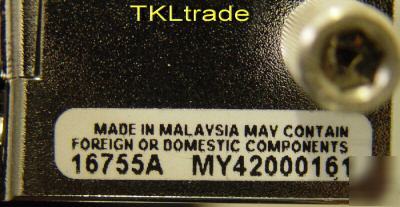 TKLtrade
MADE IN MALAYSIA MAY CONTAIN
FOREIGN OR DOMESTIC COMPONENTS
16755A MY42000161